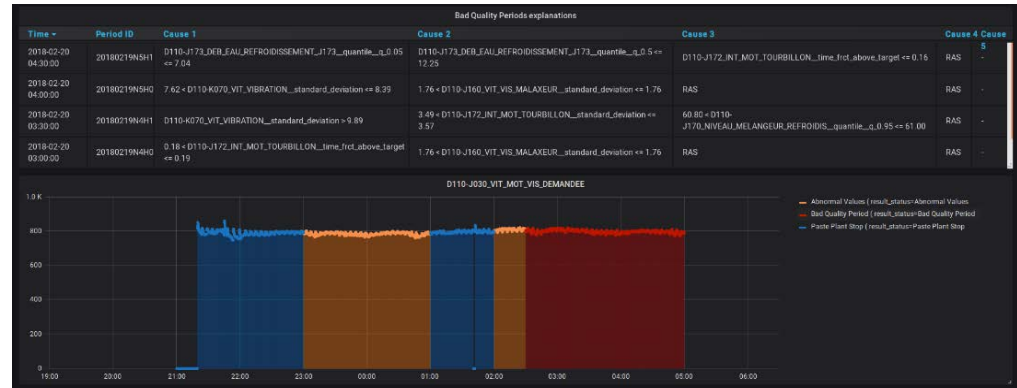 Bad Quality Periods explanations
Time Period ID Cause 1 Cause 2 Cause 3 Cause 4 Cause 5
2018-02-20 04:30:00 20180219N5H1 D110-J173_DEB_EAU_REFROIDISSEMENT_J173__quantile__q_0.05 <= 7.04 D110-J173_DEB_EAU_REFROIDISSEMENT_J173__quantile__q_0.5 <= 12.25 D110-J172_INT_MOT_TOURBILLON__time_frct_above_target <= 0.16 RAS -
2018-02-20 04:00:00 20180219N5H0 7.62 < D110-K070_VIT_VIBRATION__standard_deviation <= 8.39 1.76 < D110-J160_VIT_VIS_MALAXEUR__standard_deviation <= 1.76 RAS RAS -
2018-02-20 03:30:00 20180219N4H1 D110-K070_VIT_VIBRATION__standard_deviation > 9.89 3.49 < D110-J172_INT_MOT_TOURBILLON__standard_deviation <= 3.57 60.80 < D110-J170_NIVEAU_MELANGEUR_REFROIDIS__quantile__q_0.95 <= 61.00 RAS -
2018-02-20 03:00:00 20180219N4H0 0.18 < D110-J172_INT_MOT_TOURBILLON__time_frct_above_target <= 0.19 1.76 < D110-J160_VIT_VIS_MALAXEUR__standard_deviation <= 1.76 RAS RAS -
D110-J030_VIT_MOT_VIS_DEMANDEE
1.0 K
800
600
400
200
0
19:00 20:00 21:00 22:00 23:00 00:00 01:00 02:00 03:00 04:00 05:00 06:00
Abnormal Values ( result_status=Abnormal Values
Bad Quality Period ( result_status=Bad Quality Period
Paste Plant Stop ( result_status=Paste Plant Stop